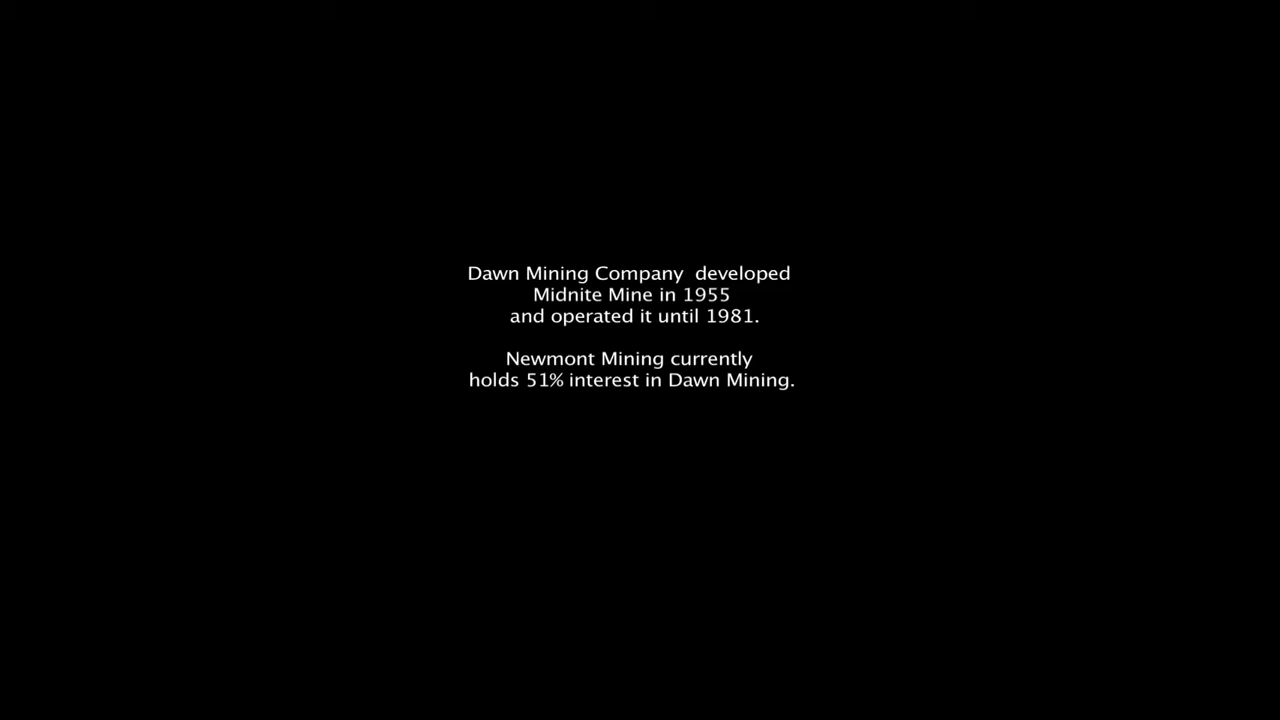 Dawn Mining Company  developed
Midnite Mine in 1955
and operated it until 1981.
Newmont Mining currently
holds 51% interest in Dawn Mining.